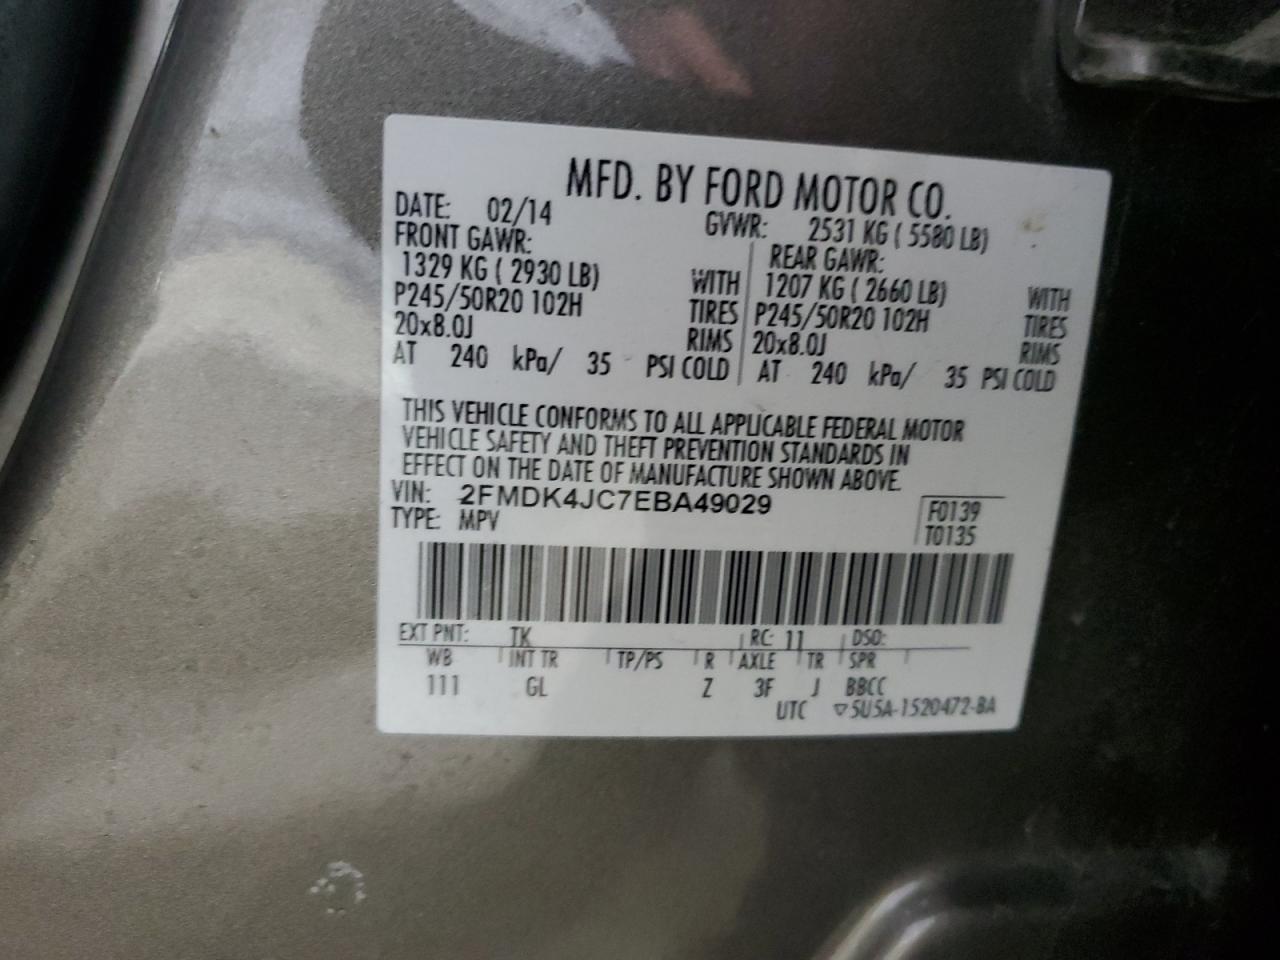 MFD. BY FORD MOTOR CO.
DATE: 02/14 GVWR: 2531 KG ( 5580 LB)
FRONT GAWR: REAR GAWR:
1329 KG ( 2930 LB) WITH 1207 KG ( 2660 LB) WITH
P245/50R20 102H TIRES P245/50R20 102H TIRES
20x8.0J RIMS 20x8.0J RIMS
AT 240 kPa/ 35 PSI COLD AT 240 kPa/ 35 PSI COLD
THIS VEHICLE CONFORMS TO ALL APPLICABLE FEDERAL MOTOR
VEHICLE SAFETY AND THEFT PREVENTION STANDARDS IN
EFFECT ON THE DATE OF MANUFACTURE SHOWN ABOVE.
VIN: 2FMDK4JC7EBA49029 F0139
TYPE: MPV T0135
EXT PNT: TK RC: 11 DSO:
WB INT TR TP/PS R AXLE TR SPR
111 GL Z 3F J BBCC
UTC ▽5U5A-1520472-BA